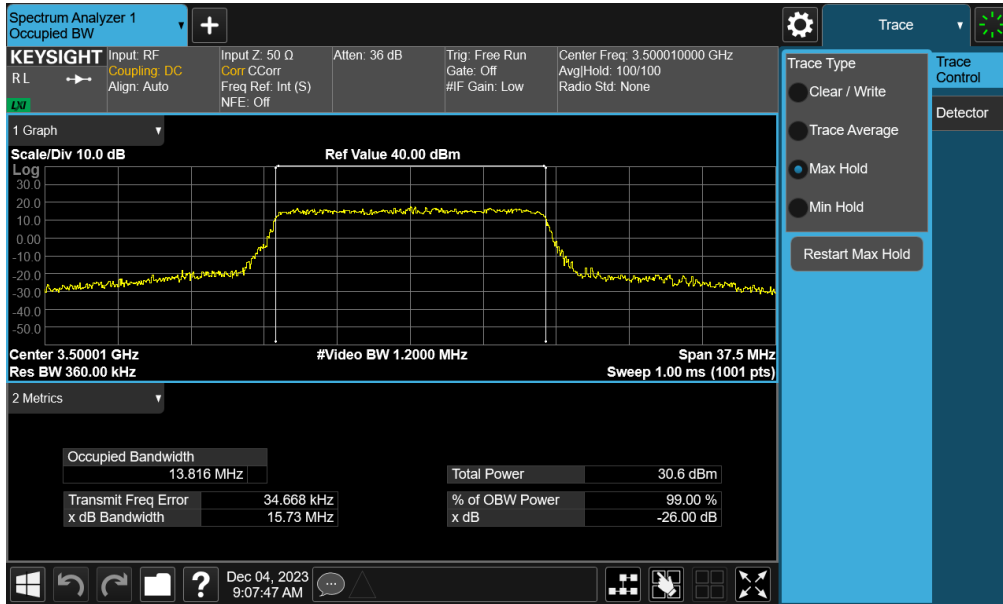 Spectrum Analyzer 1
Occupied BW
+
Trace
KEYSIGHT
R L
LXI
Input: RF
Coupling: DC
Align: Auto
Input Z: 50 Ω
Corr CCorr
Freq Ref: Int (S)
NFE: Off
Atten: 36 dB
Trig: Free Run
Gate: Off
#IF Gain: Low
Center Freq: 3.500010000 GHz
Avg|Hold: 100/100
Radio Std: None
Trace Type
Clear / Write
Trace Average
Max Hold
Min Hold
Restart Max Hold
Trace
Control
Detector
1 Graph
Scale/Div 10.0 dB
Ref Value 40.00 dBm
Log
30.0
20.0
10.0
0.00
-10.0
-20.0
-30.0
-40.0
-50.0
Center 3.50001 GHz
#Video BW 1.2000 MHz
Span 37.5 MHz
Res BW 360.00 kHz
Sweep 1.00 ms (1001 pts)
2 Metrics
Occupied Bandwidth
13.816 MHz
Total Power 30.6 dBm
Transmit Freq Error 34.668 kHz
% of OBW Power 99.00 %
x dB Bandwidth 15.73 MHz
x dB -26.00 dB
?
Dec 04, 2023
9:07:47 AM